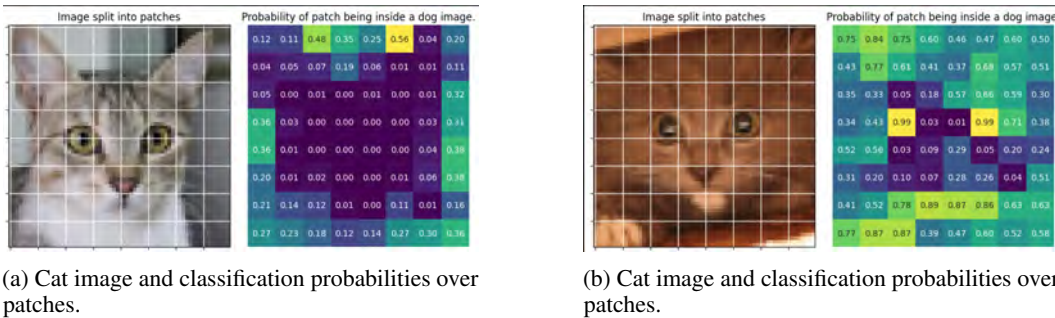 Image split into patches
Probability of patch being inside a dog image.
0.12 0.11 0.48 0.35 0.25 0.56 0.04 0.20
0.04 0.05 0.07 0.19 0.06 0.01 0.01 0.11
0.05 0.00 0.01 0.00 0.01 0.00 0.01 0.32
0.36 0.03 0.00 0.00 0.00 0.00 0.03 0.31
0.36 0.01 0.00 0.00 0.00 0.00 0.04
0.20 0.01 0.02 0.00 0.00 0.01 0.06 0.38
0.21 0.14 0.12 0.01 0.00 0.11 0.01 0.16
0.27 0.23 0.18 0.12 0.14 0.27 0.30 0.36
(a) Cat image and classification probabilities over
patches.
Image split into patches
Probability of patch being inside a dog image
0.75 0.84 0.75 0.60 0.46 0.47 0.60 0.50
0.43 0.77 0.61 0.41 0.37 0.68 0.57 0.51
0.35 0.33 0.05 0.18 0.57 0.66 0.59 0.30
0.34 0.43 0.99 0.03 0.01 0.99 0.71 0.38
0.52 0.56 0.03 0.09 0.29 0.05 0.20 0.24
0.31 0.20 0.10 0.07 0.28 0.26 0.04 0.51
0.41 0.52 0.78 0.89 0.87 0.86 0.63 0.63
0.77 0.87 0.87 0.39 0.47 0.60 0.52 0.58
(b) Cat image and classification probabilities over
patches.